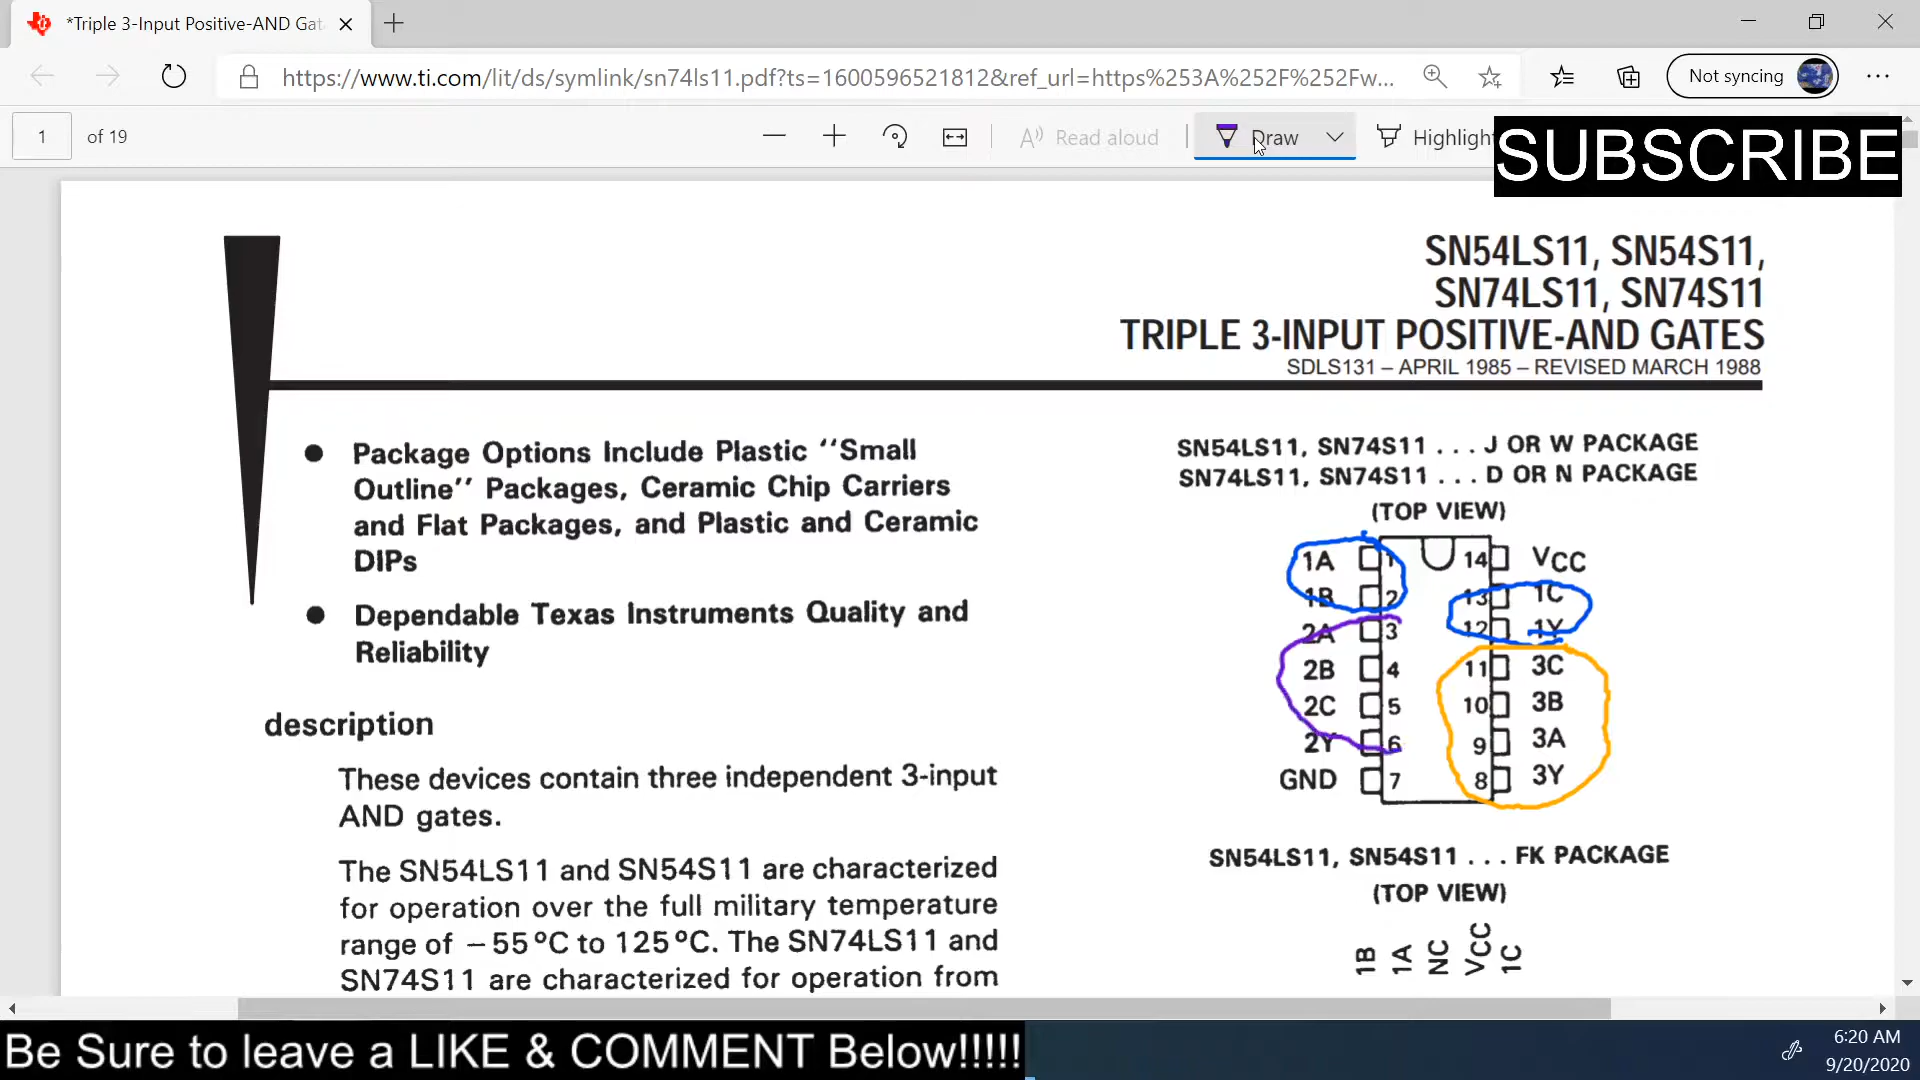 *Triple 3-Input Positive-AND Gat
https://www.ti.com/lit/ds/symlink/sn74ls11.pdf?ts=1600596521812&ref_url=https%253A%252F%252Fw...
Not syncing
1 of 19
Read aloud
Draw
Highlight
SUBSCRIBE
SN54LS11, SN54S11,
SN74LS11, SN74S11
TRIPLE 3-INPUT POSITIVE-AND GATES
SDLS131 – APRIL 1985 – REVISED MARCH 1988
● Package Options Include Plastic ‘‘Small
Outline’’ Packages, Ceramic Chip Carriers
and Flat Packages, and Plastic and Ceramic
DIPs
● Dependable Texas Instruments Quality and
Reliability
description
These devices contain three independent 3-input
AND gates.
The SN54LS11 and SN54S11 are characterized
for operation over the full military temperature
range of −55°C to 125°C. The SN74LS11 and
SN74S11 are characterized for operation from
SN54LS11, SN74S11 . . . J OR W PACKAGE
SN74LS11, SN74S11 . . . D OR N PACKAGE
(TOP VIEW)
1A 1 14 VCC
1B 2 13 1C
2A 3 12 1Y
2B 4 11 3C
2C 5 10 3B
2Y 6 9 3A
GND 7 8 3Y
SN54LS11, SN54S11 . . . FK PACKAGE
(TOP VIEW)
1B 1A NC VCC 1C
Be Sure to leave a LIKE & COMMENT Below!!!!!
6:20 AM
9/20/2020